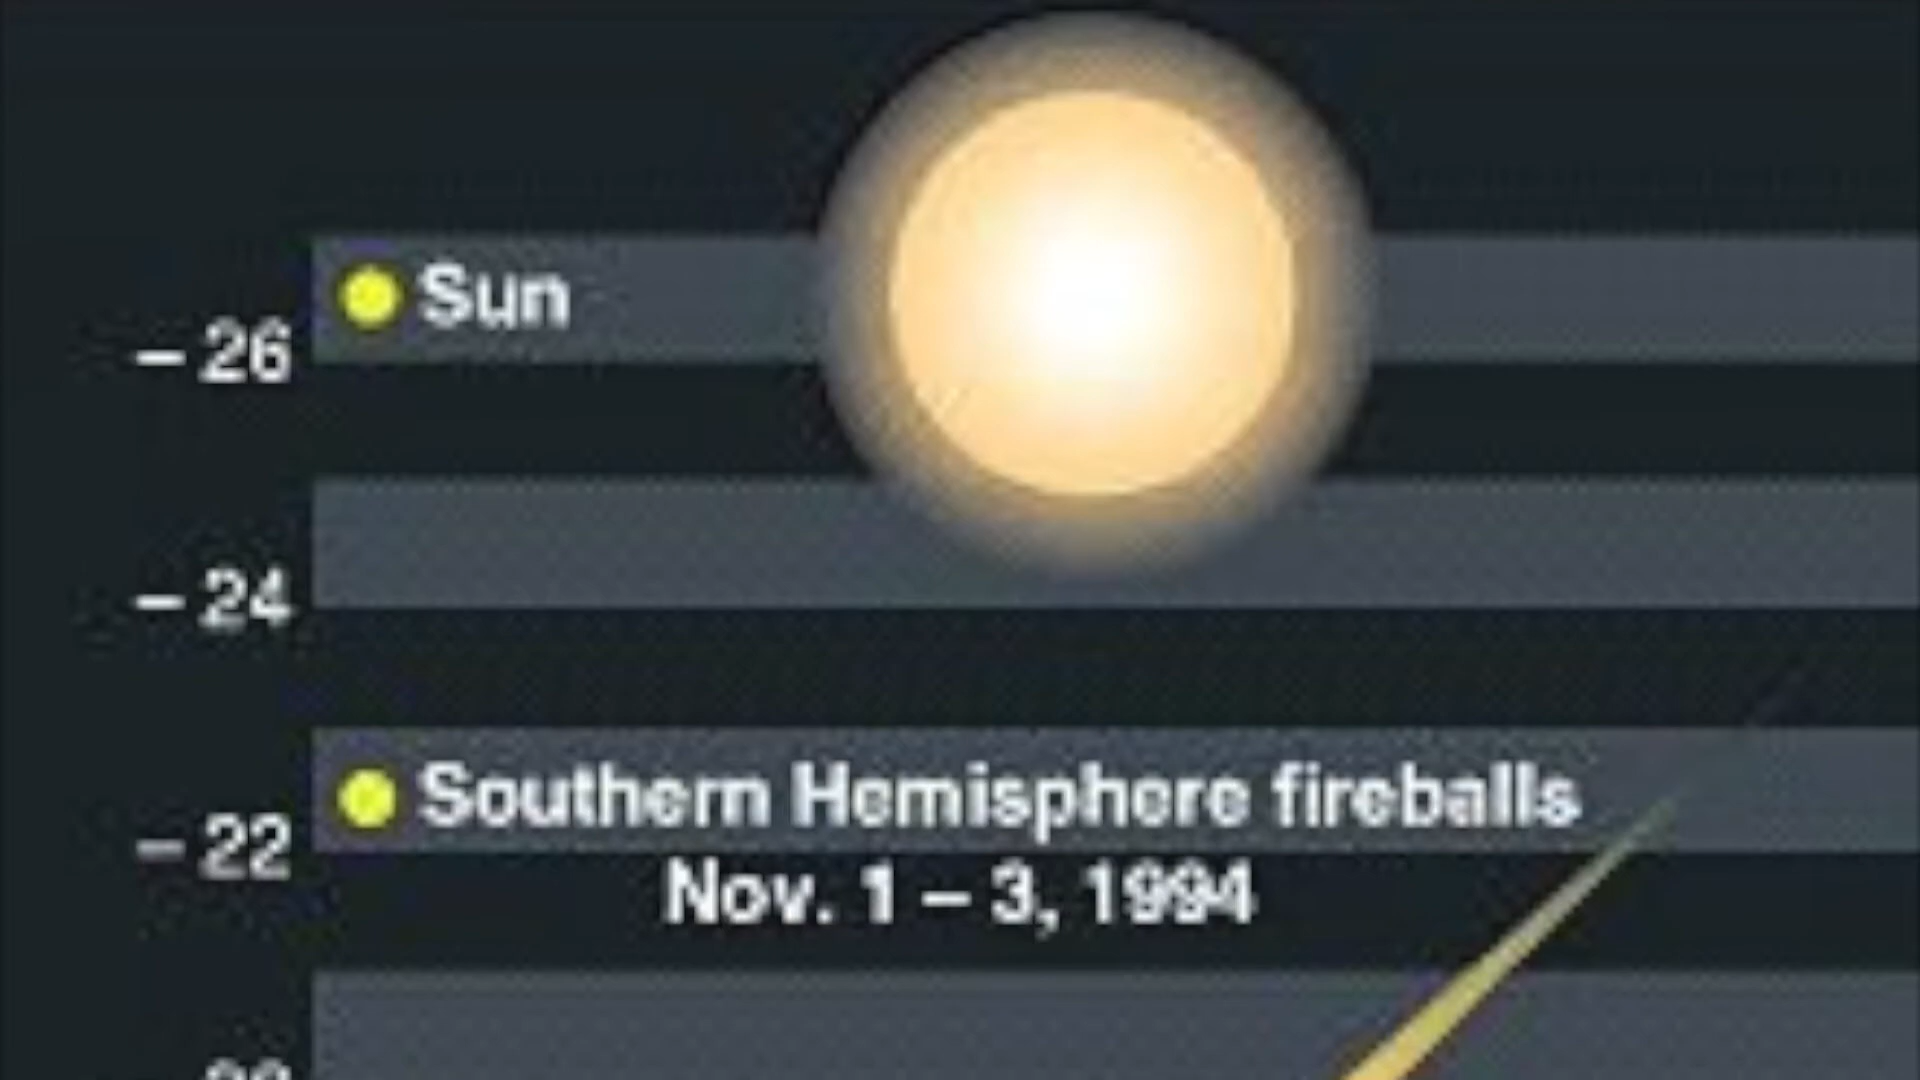 Sun
– 26
– 24
Southern Hemisphere fireballs
– 22
Nov. 1 – 3, 1994